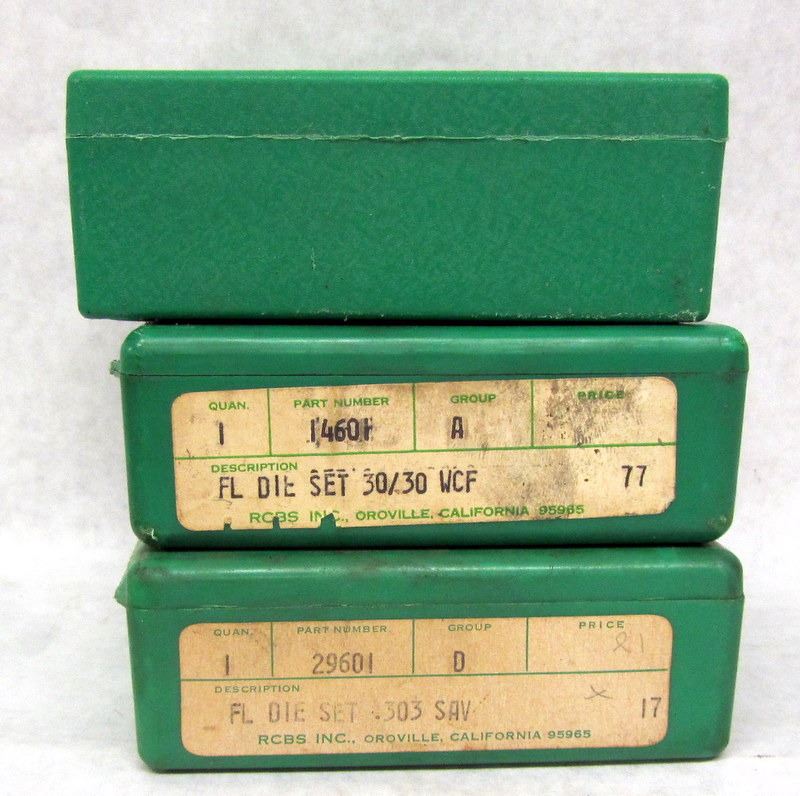 QUAN. PART NUMBER GROUP PRICE
1 14601 A
DESCRIPTION
FL DIE SET 30/30 WCF 77
RCBS INC., OROVILLE, CALIFORNIA 95965
QUAN. PART NUMBER GROUP PRICE
1 29601 D 81
DESCRIPTION
FL DIE SET .303 SAV 17
RCBS INC., OROVILLE, CALIFORNIA 95965